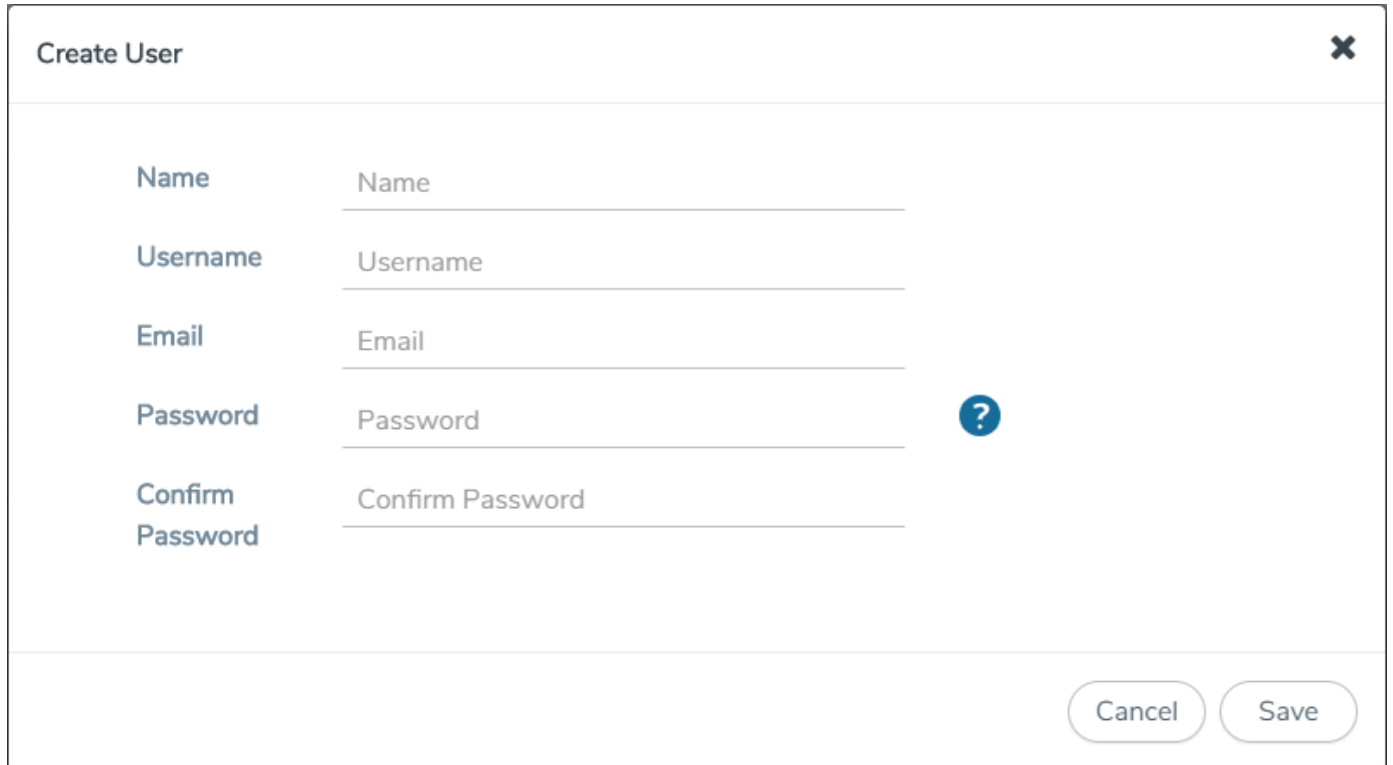 Create User
Name Name
Username Username
Email Email
Password Password ?
Confirm Confirm Password
Password
Cancel Save